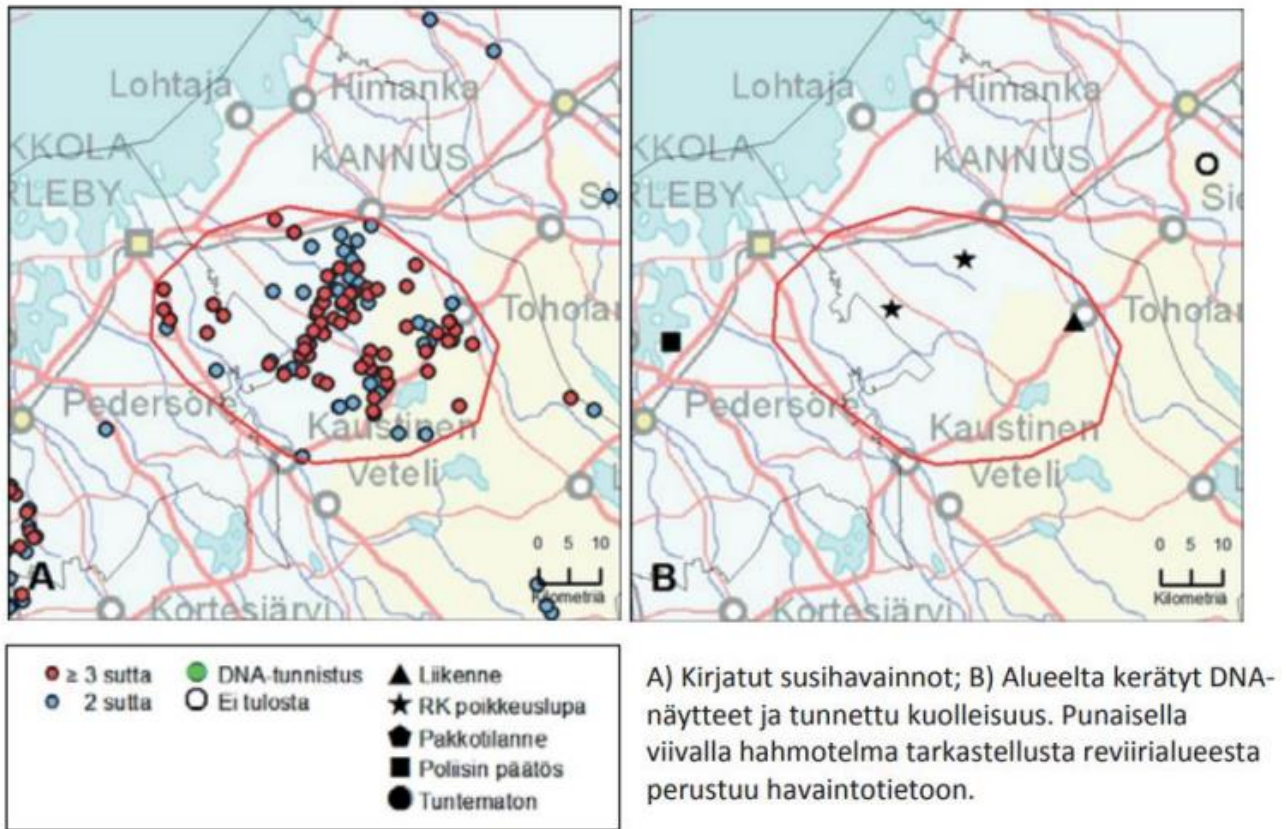 Lohtaja
Himanka
KKOLA
RLEBY
KANNUS
Toholan
Pedersöre
Kaustinen
Veteli
Kortesjärvi
A
0 5 10
Kilometriä
Lohtaja
Himanka
KKOLA
RLEBY
KANNUS
Sie
Toholan
Pedersöre
Kaustinen
Veteli
Kortesjärvi
B
0 5 10
Kilometriä
≥ 3 sutta
2 sutta
DNA-tunnistus
Ei tulosta
Liikenne
RK poikkeuslupa
Pakkotilanne
Poliisin päätös
Tuntematon
A) Kirjatut susihavainnot; B) Alueelta kerätyt DNA-
näytteet ja tunnettu kuolleisuus. Punaisella
viivalla hahmotelma tarkastellusta reviirialueesta
perustuu havaintotietoon.